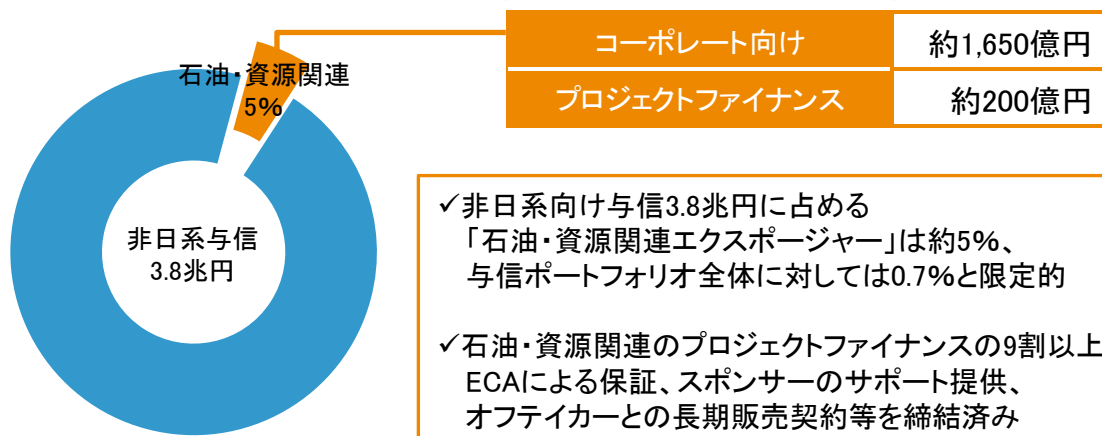 石油・資源関連
5%
非日系与信
3.8兆円
コーポレート向け 約1,650億円
プロジェクトファイナンス 約200億円
✓非日系向け与信3.8兆円に占める
「石油・資源関連エクスポージャー」は約5%、
与信ポートフォリオ全体に対しては0.7%と限定的
✓石油・資源関連のプロジェクトファイナンスの9割以上
ECAによる保証、スポンサーのサポート提供、
オフテイカーとの長期販売契約等を締結済み